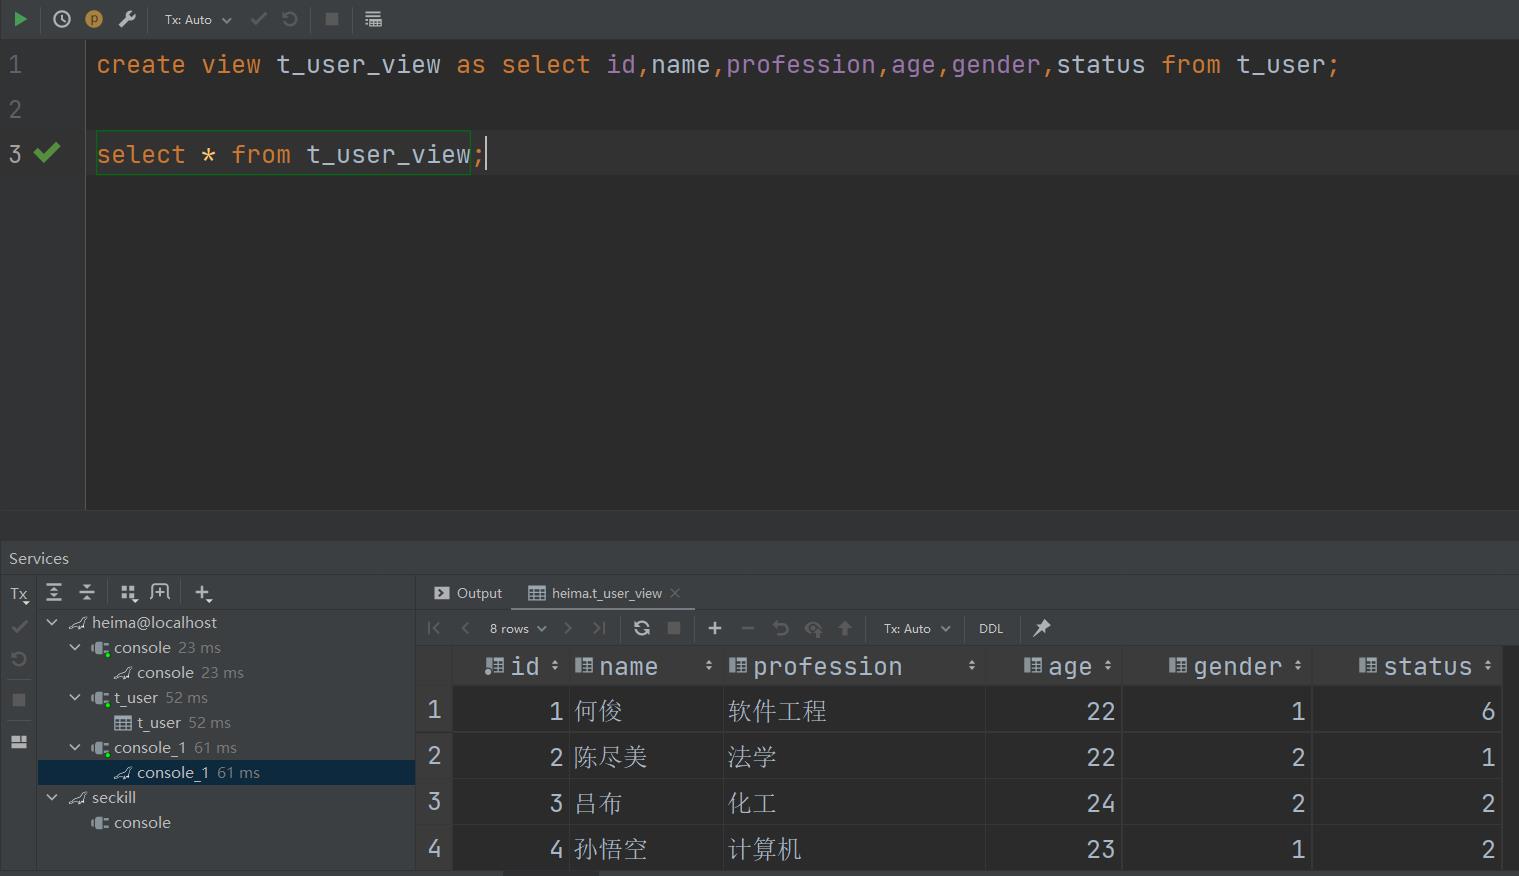 Tx: Auto
1 create view t_user_view as select id,name,profession,age,gender,status from t_user;
2
3 select * from t_user_view;
Services
Tx
heima@localhost
console 23 ms
console 23 ms
t_user 52 ms
t_user 52 ms
console_1 61 ms
console_1 61 ms
seckill
console
Output heima.t_user_view
8 rows Tx: Auto DDL
id name profession age gender status
1 1 何俊 软件工程 22 1 6
2 2 陈尽美 法学 22 2 1
3 3 吕布 化工 24 2 2
4 4 孙悟空 计算机 23 1 2